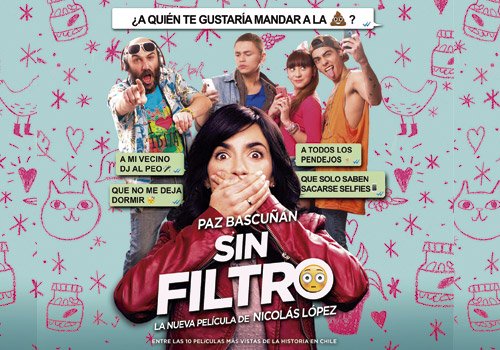 ¿A QUIÉN TE GUSTARÍA MANDAR A LA 💩 ?
A MI VECINO
DJ AL PEO
QUE NO ME DEJA
DORMIR
A TODOS LOS
PENDEJOS
QUE SOLO SABEN
SACARSE SELFIES
PAZ BASCUÑÁN
SIN
FILTRO
LA NUEVA PELÍCULA DE NICOLÁS LÓPEZ
ENTRE LAS 10 PELÍCULAS MÁS VISTAS DE LA HISTORIA EN CHILE